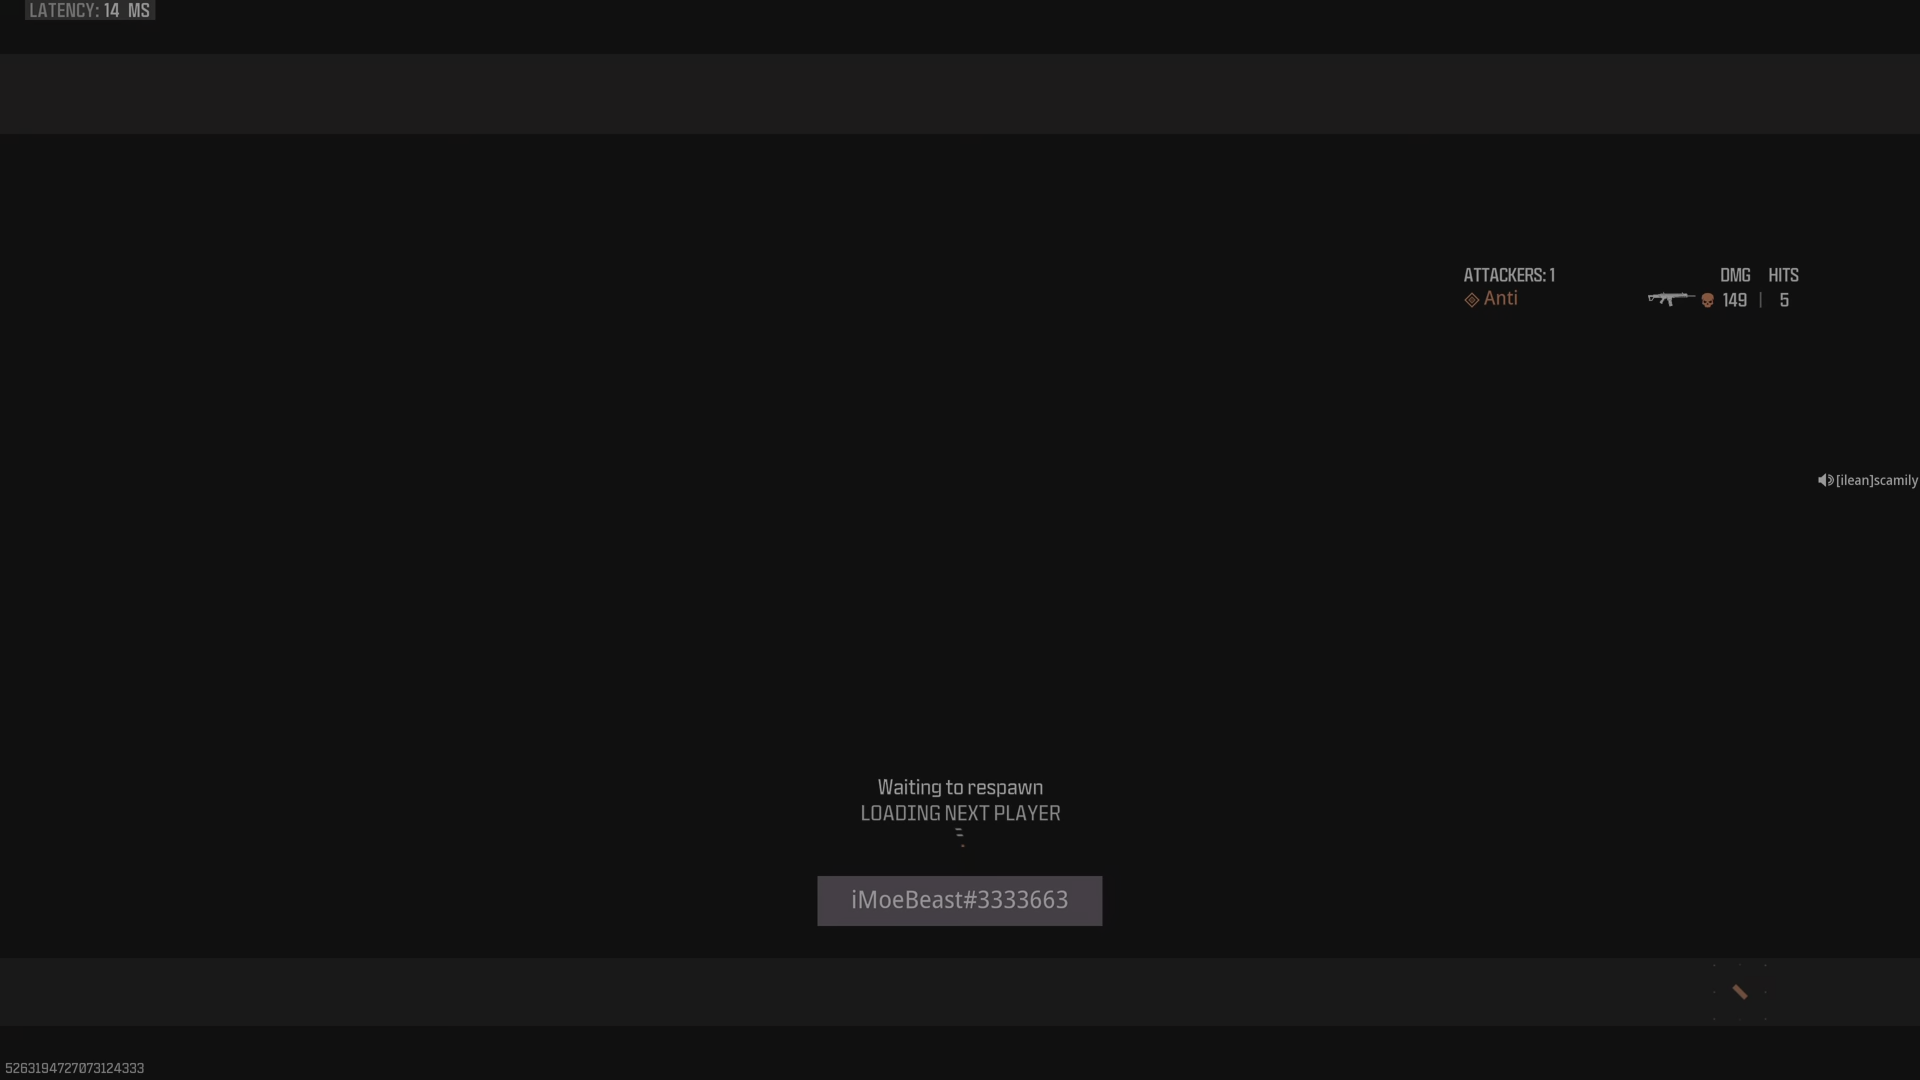 LATENCY: 14 MS
ATTACKERS: 1 DMG HITS
Anti 149 | 5
[ilean]scamily
Waiting to respawn
LOADING NEXT PLAYER
iMoeBeast#3333663
5263194727073124333